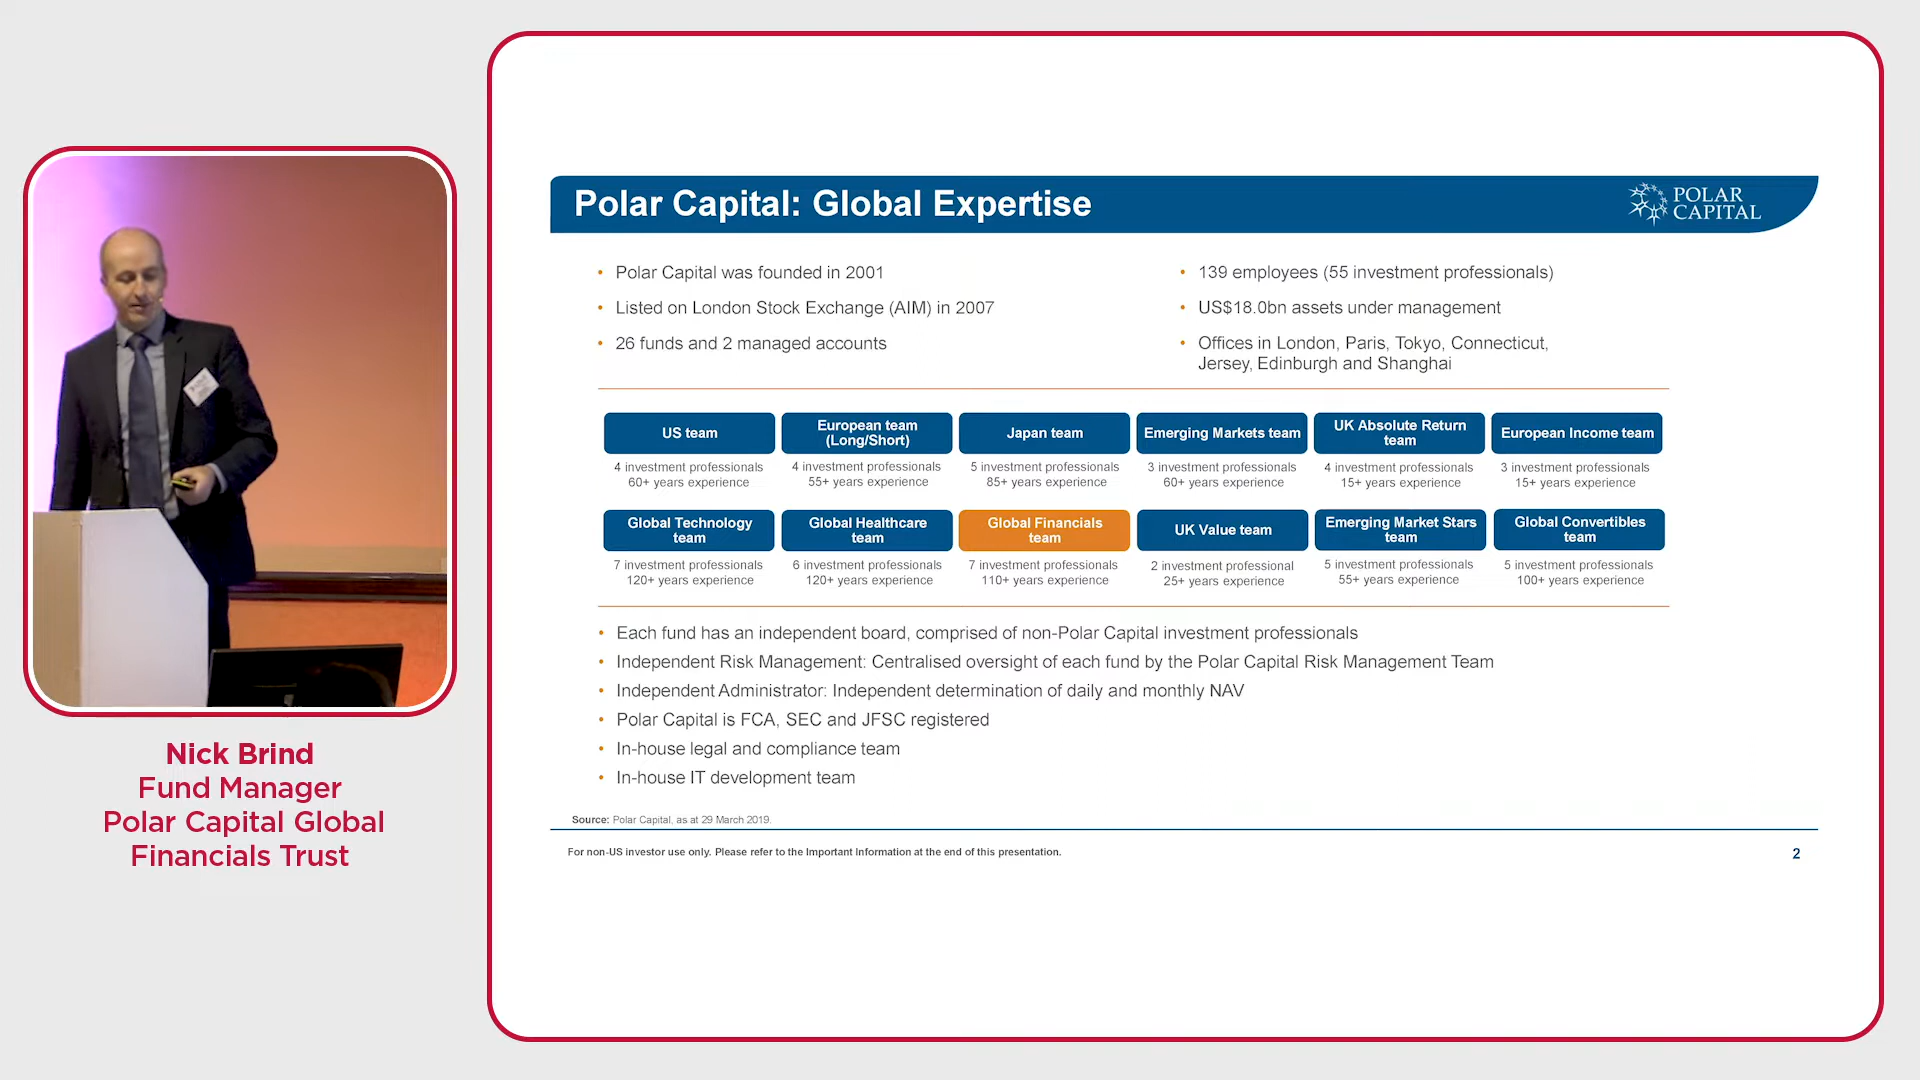 Polar Capital: Global Expertise
POLAR
CAPITAL
• Polar Capital was founded in 2001
• Listed on London Stock Exchange (AIM) in 2007
• 26 funds and 2 managed accounts
• 139 employees (55 investment professionals)
• US$18.0bn assets under management
• Offices in London, Paris, Tokyo, Connecticut,
Jersey, Edinburgh and Shanghai
US team
4 investment professionals
60+ years experience
European team
(Long/Short)
4 investment professionals
55+ years experience
Japan team
5 investment professionals
85+ years experience
Emerging Markets team
3 investment professionals
60+ years experience
UK Absolute Return
team
4 investment professionals
15+ years experience
European Income team
3 investment professionals
15+ years experience
Global Technology
team
7 investment professionals
120+ years experience
Global Healthcare
team
6 investment professionals
120+ years experience
Global Financials
team
7 investment professionals
110+ years experience
UK Value team
2 investment professional
25+ years experience
Emerging Market Stars
team
5 investment professionals
55+ years experience
Global Convertibles
team
5 investment professionals
100+ years experience
• Each fund has an independent board, comprised of non-Polar Capital investment professionals
• Independent Risk Management: Centralised oversight of each fund by the Polar Capital Risk Management Team
• Independent Administrator: Independent determination of daily and monthly NAV
• Polar Capital is FCA, SEC and JFSC registered
• In-house legal and compliance team
• In-house IT development team
Source: Polar Capital, as at 29 March 2019.
For non-US investor use only. Please refer to the Important Information at the end of this presentation.
2
Nick Brind
Fund Manager
Polar Capital Global
Financials Trust